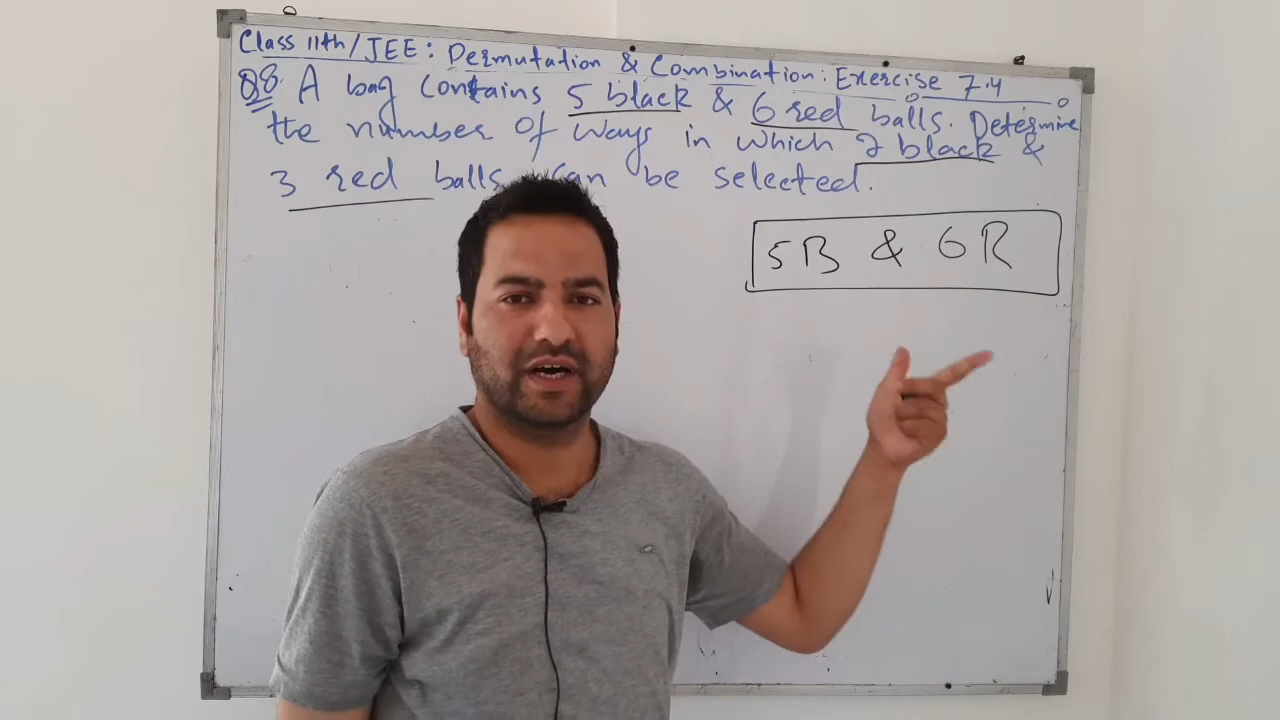 Class 11th/JEE: Permutation & Combination: Exercise 7.4
Q8. A bag contains 5 black & 6 red balls. Determine
the number of ways in which 2 black &
3 red balls can be selected.
5B & 6R